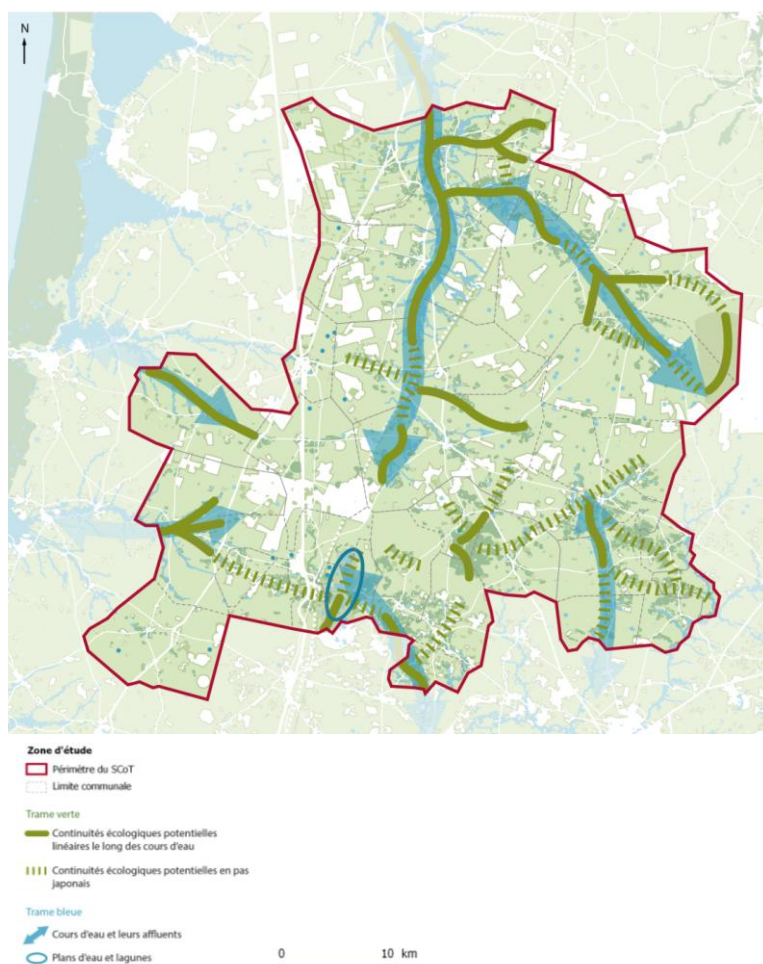 N
Zone d'étude
Périmètre du SCoT
Limite communale
Trame verte
Continuités écologiques potentielles
linéaires le long des cours d'eau
Continuités écologiques potentielles en pas
japonais
Trame bleue
Cours d'eau et leurs affluents
Plans d'eau et lagunes
0 10 km